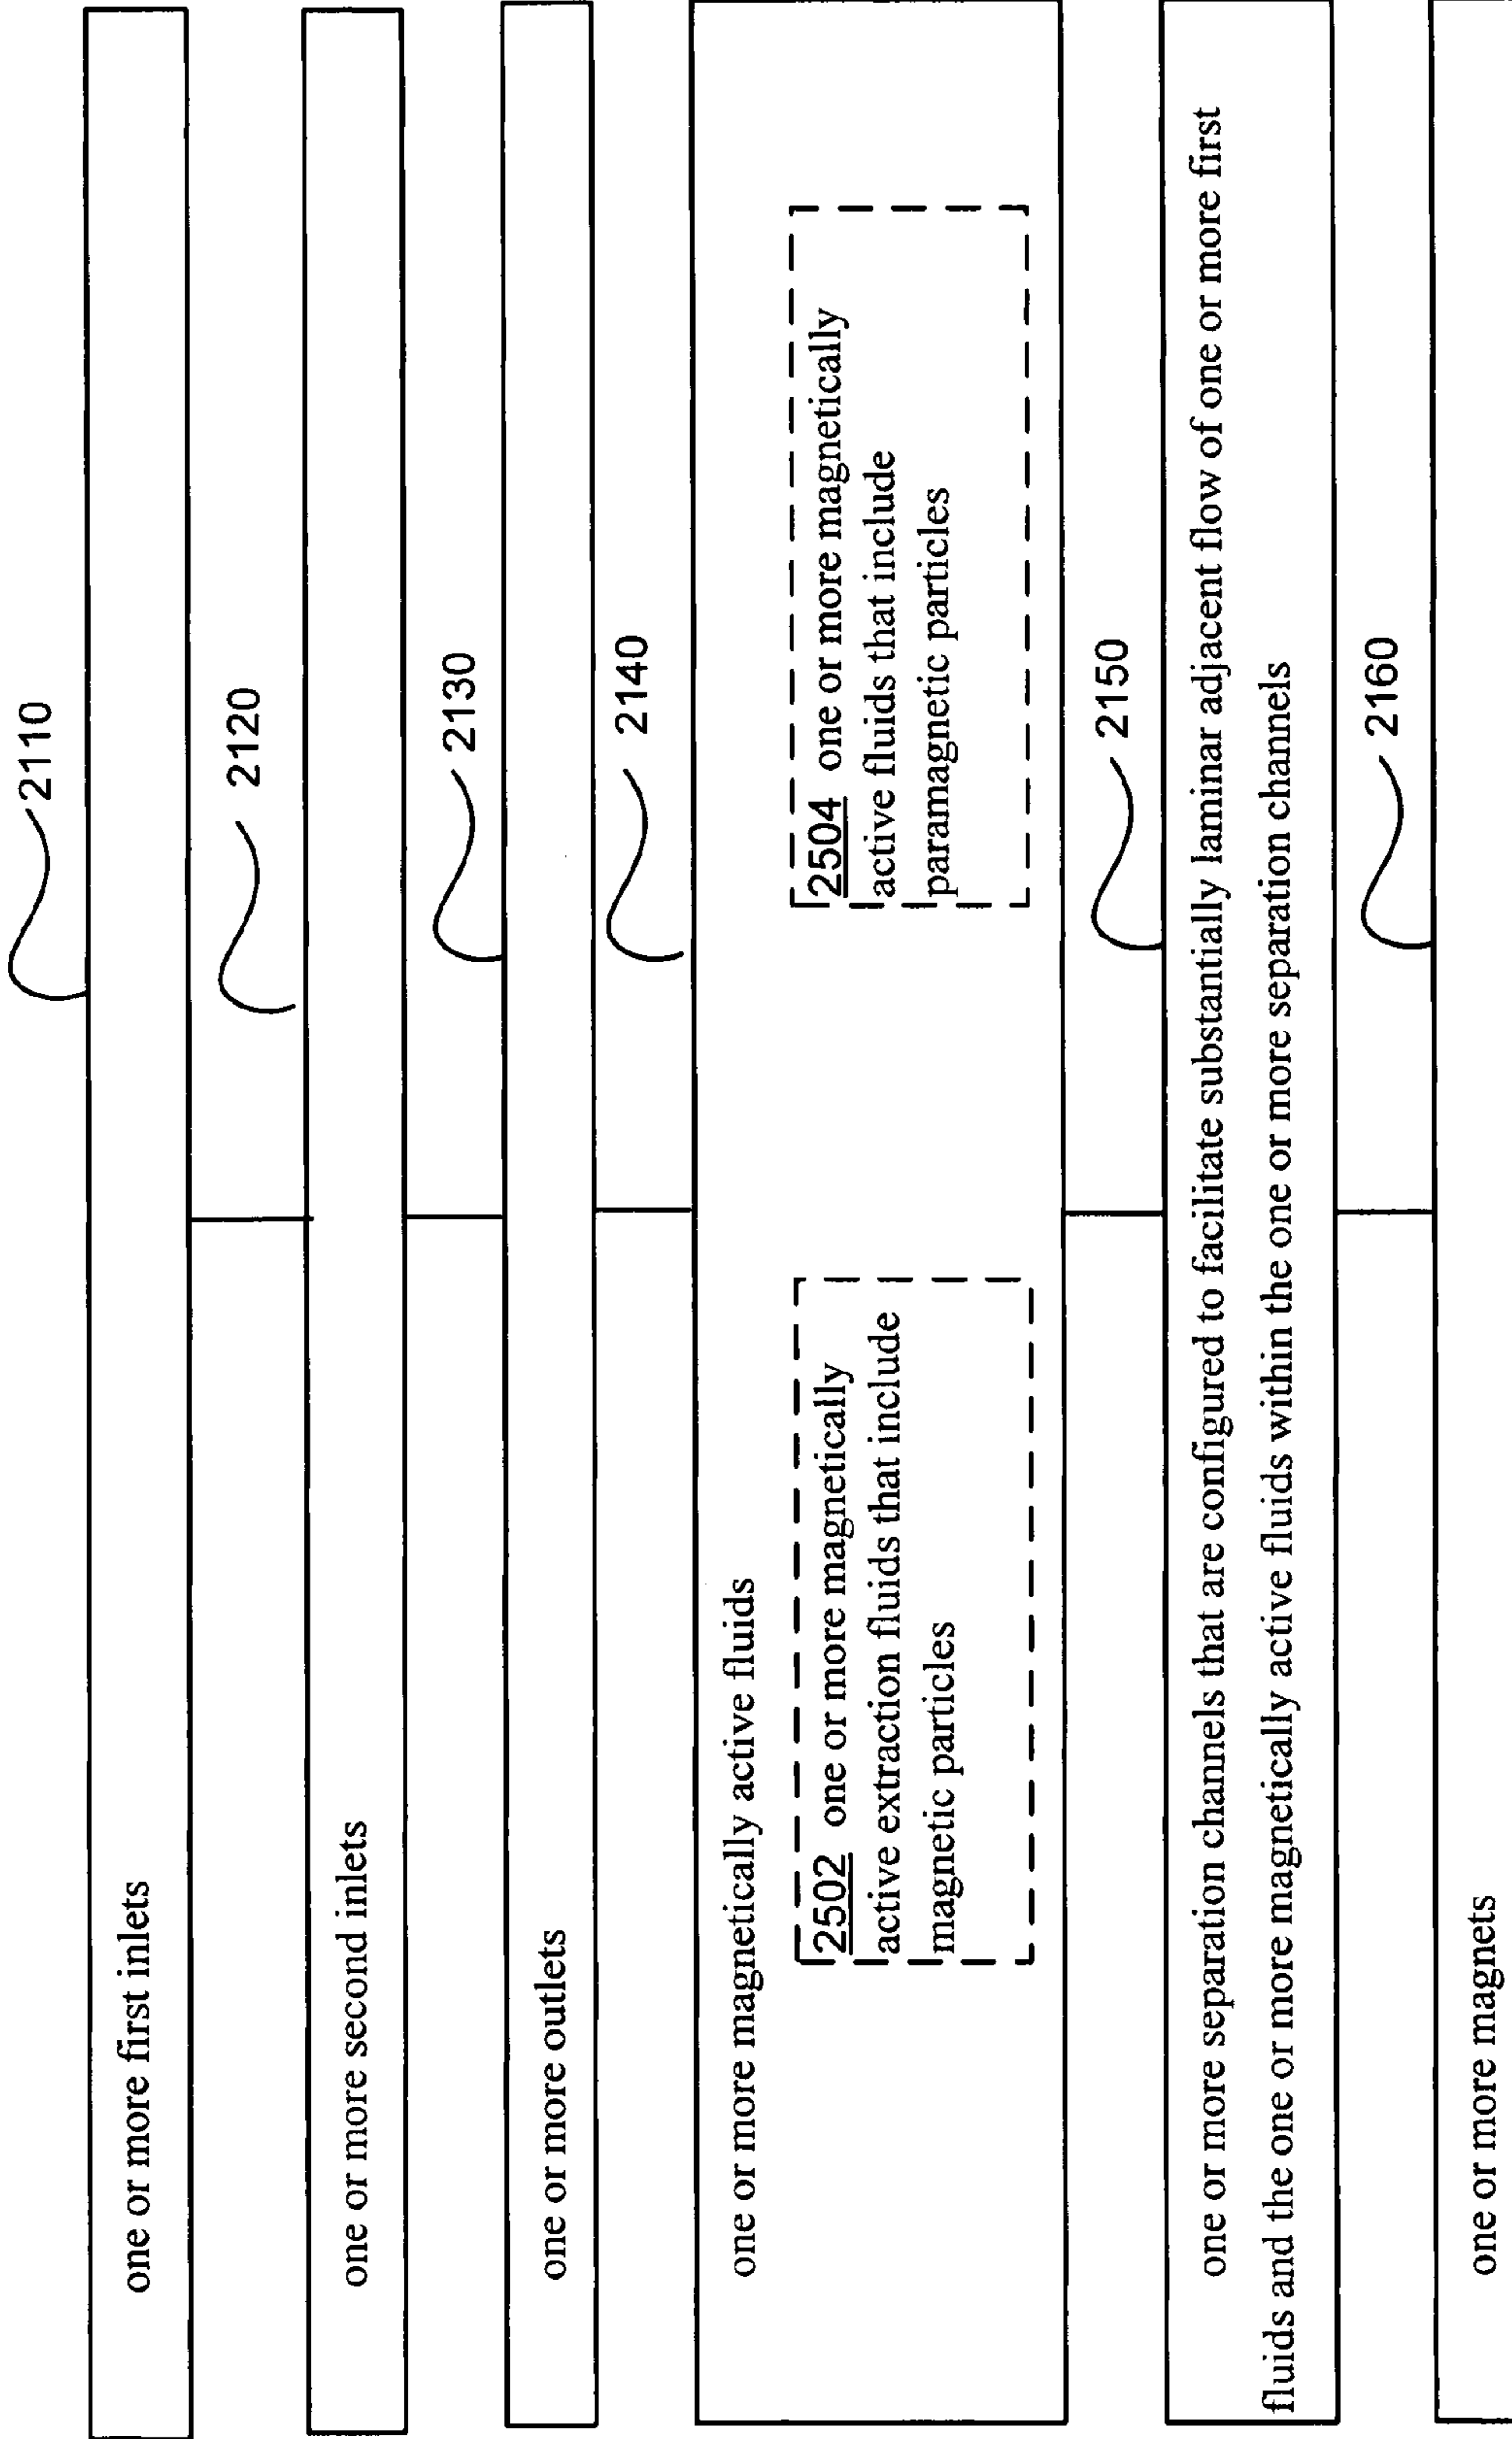 2110
one or more first inlets
2120
one or more second inlets
2130
one or more outlets
2140
one or more magnetically active fluids
2502 one or more magnetically
active extraction fluids that include
magnetic particles
2504 one or more magnetically
active fluids that include
paramagnetic particles
2150
one or more separation channels that are configured to facilitate substantially laminar adjacent flow of one or more first
fluids and the one or more magnetically active fluids within the one or more separation channels
2160
one or more magnets